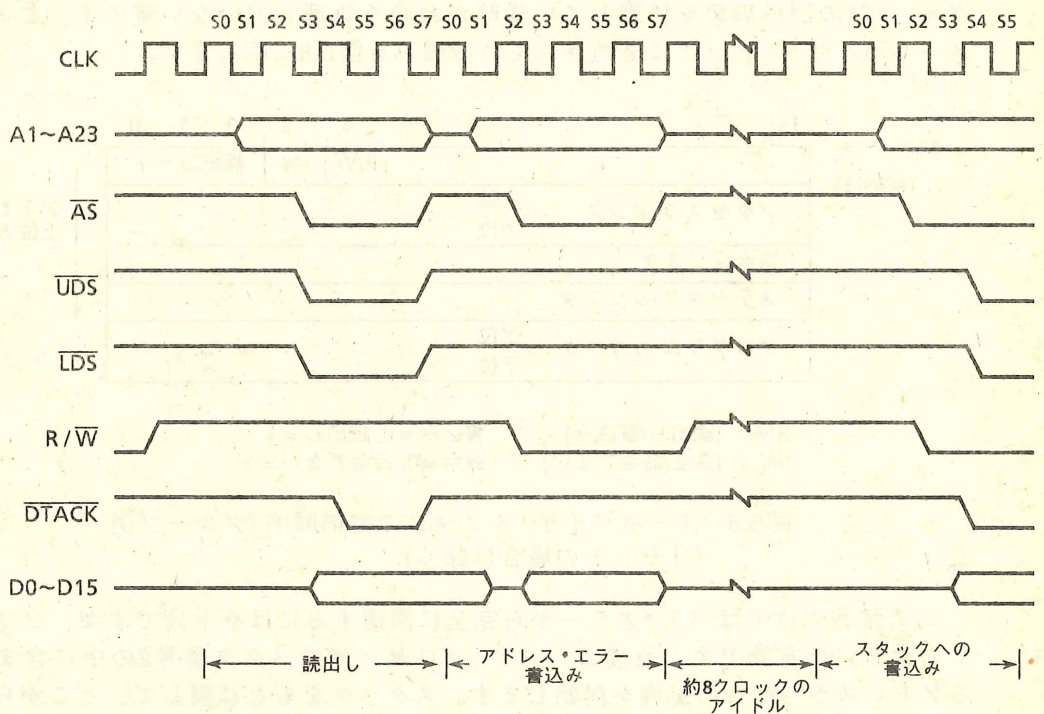 S0 S1 S2 S3 S4 S5 S6 S7 S0 S1 S2 S3 S4 S5 S6 S7 S0 S1 S2 S3 S4 S5
CLK
A1~A23
AS
UDS
LDS
R/W
DTACK
D0~D15
読出し
アドレス・エラー
書込み
約8クロックの
アイドル
スタックへの
書込み